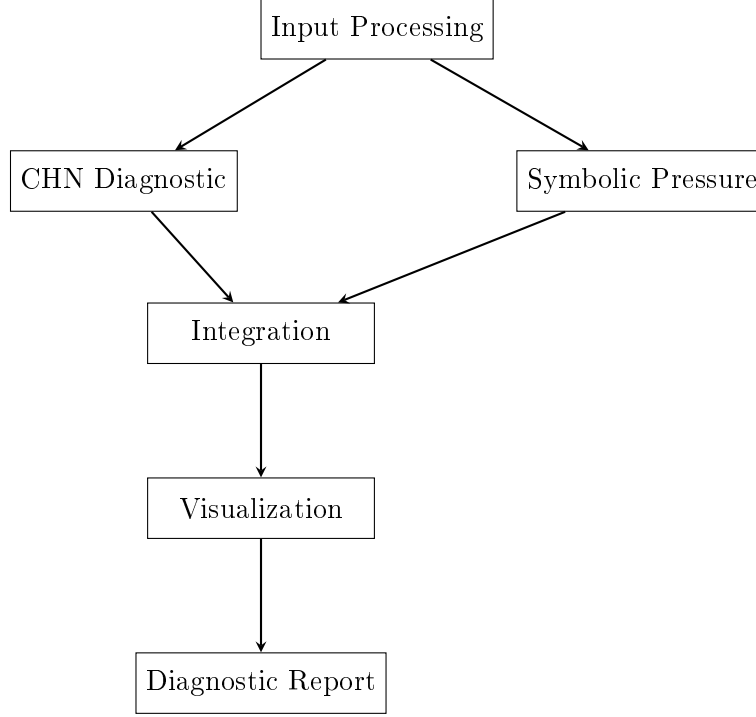 Input Processing
CHN Diagnostic
Symbolic Pressure
Integration
Visualization
Diagnostic Report